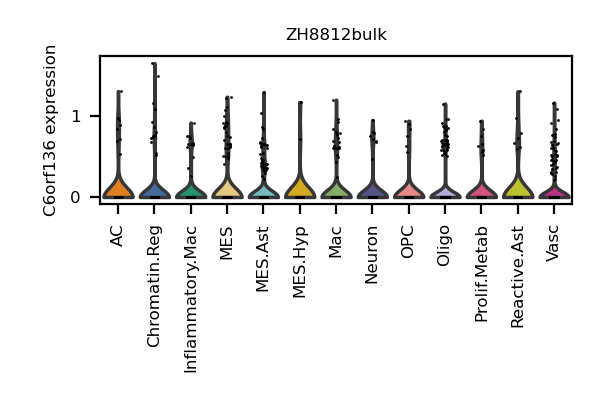 ZH8812bulk
C6orf136 expression
1
0
AC
Chromatin.Reg
Inflammatory.Mac
MES
MES.Ast
MES.Hyp
Mac
Neuron
OPC
Oligo
Prolif.Metab
Reactive.Ast
Vasc